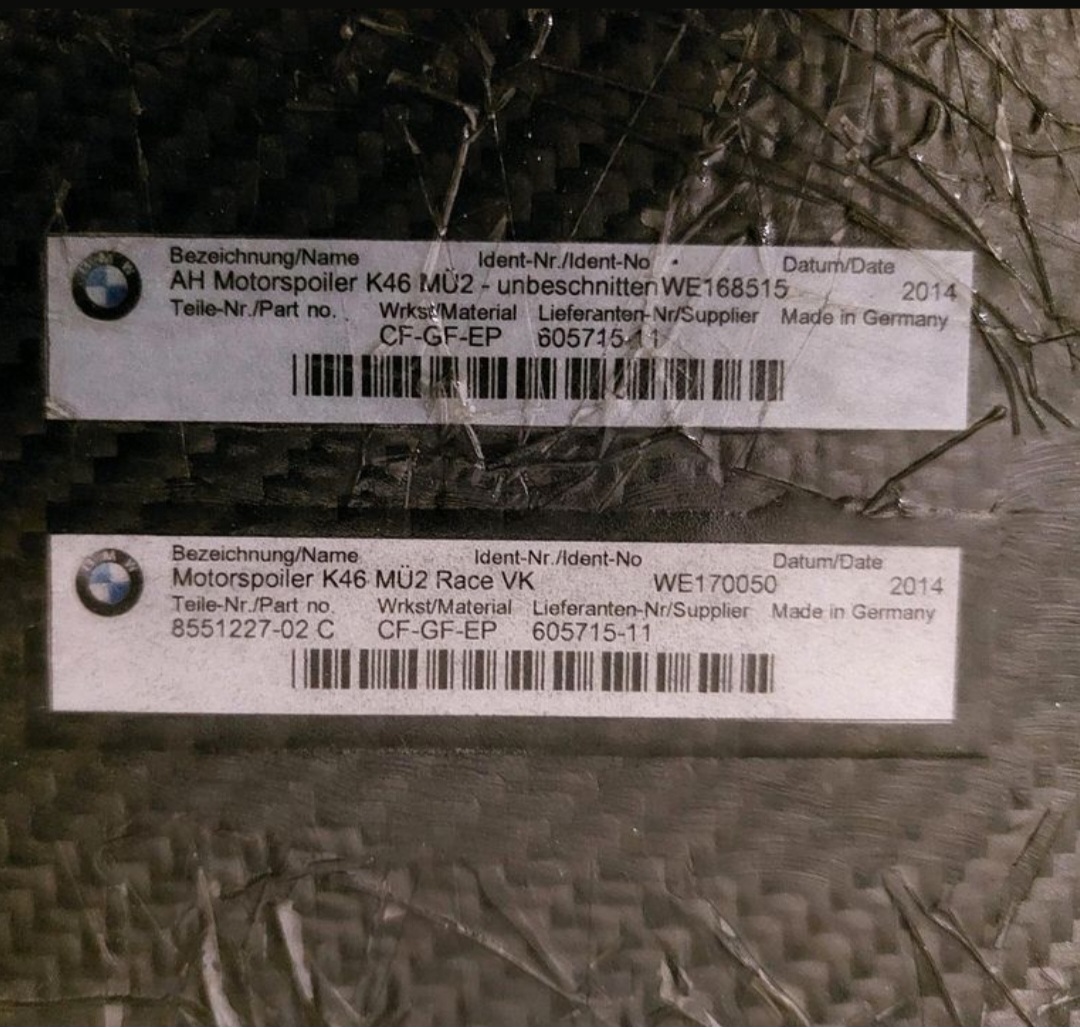 BMW
Bezeichnung/Name Ident-Nr./Ident-No Datum/Date
AH Motorspoiler K46 MÜ2 - unbeschnitten WE168515 2014
Teile-Nr./Part no. Wrkst/Material Lieferanten-Nr/Supplier Made in Germany
CF-GF-EP 605715-11
BMW
Bezeichnung/Name Ident-Nr./Ident-No Datum/Date
Motorspoiler K46 MÜ2 Race VK WE170050 2014
Teile-Nr./Part no. Wrkst/Material Lieferanten-Nr/Supplier Made in Germany
8551227-02 C CF-GF-EP 605715-11